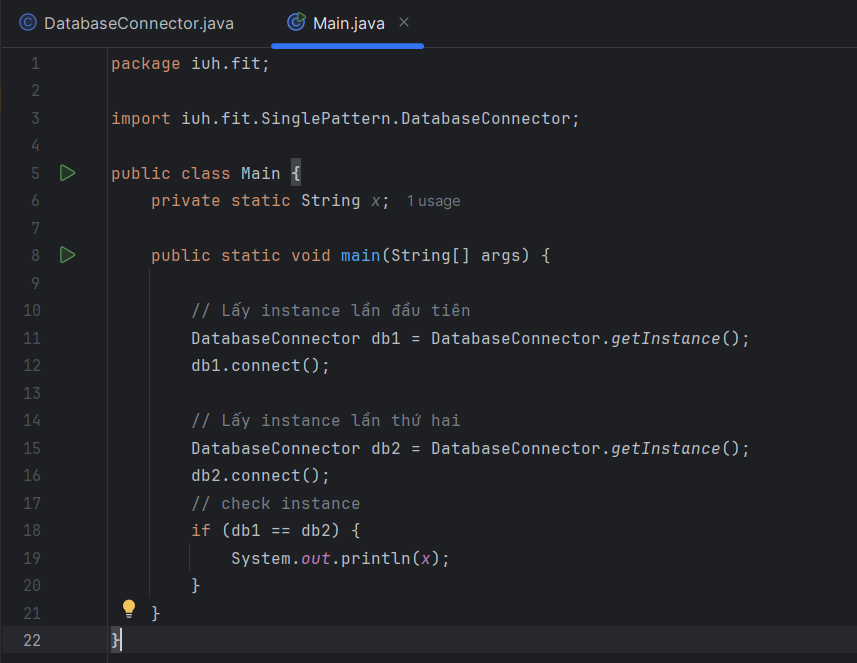 DatabaseConnector.java
Main.java
1 package iuh.fit;
2
3 import iuh.fit.SinglePattern.DatabaseConnector;
4
5 public class Main {
6     private static String x; 1 usage
7
8     public static void main(String[] args) {
9
10         // Lấy instance lần đầu tiên
11         DatabaseConnector db1 = DatabaseConnector.getInstance();
12         db1.connect();
13
14         // Lấy instance lần thứ hai
15         DatabaseConnector db2 = DatabaseConnector.getInstance();
16         db2.connect();
17         // check instance
18         if (db1 == db2) {
19             System.out.println(x);
20         }
21     }
22 }